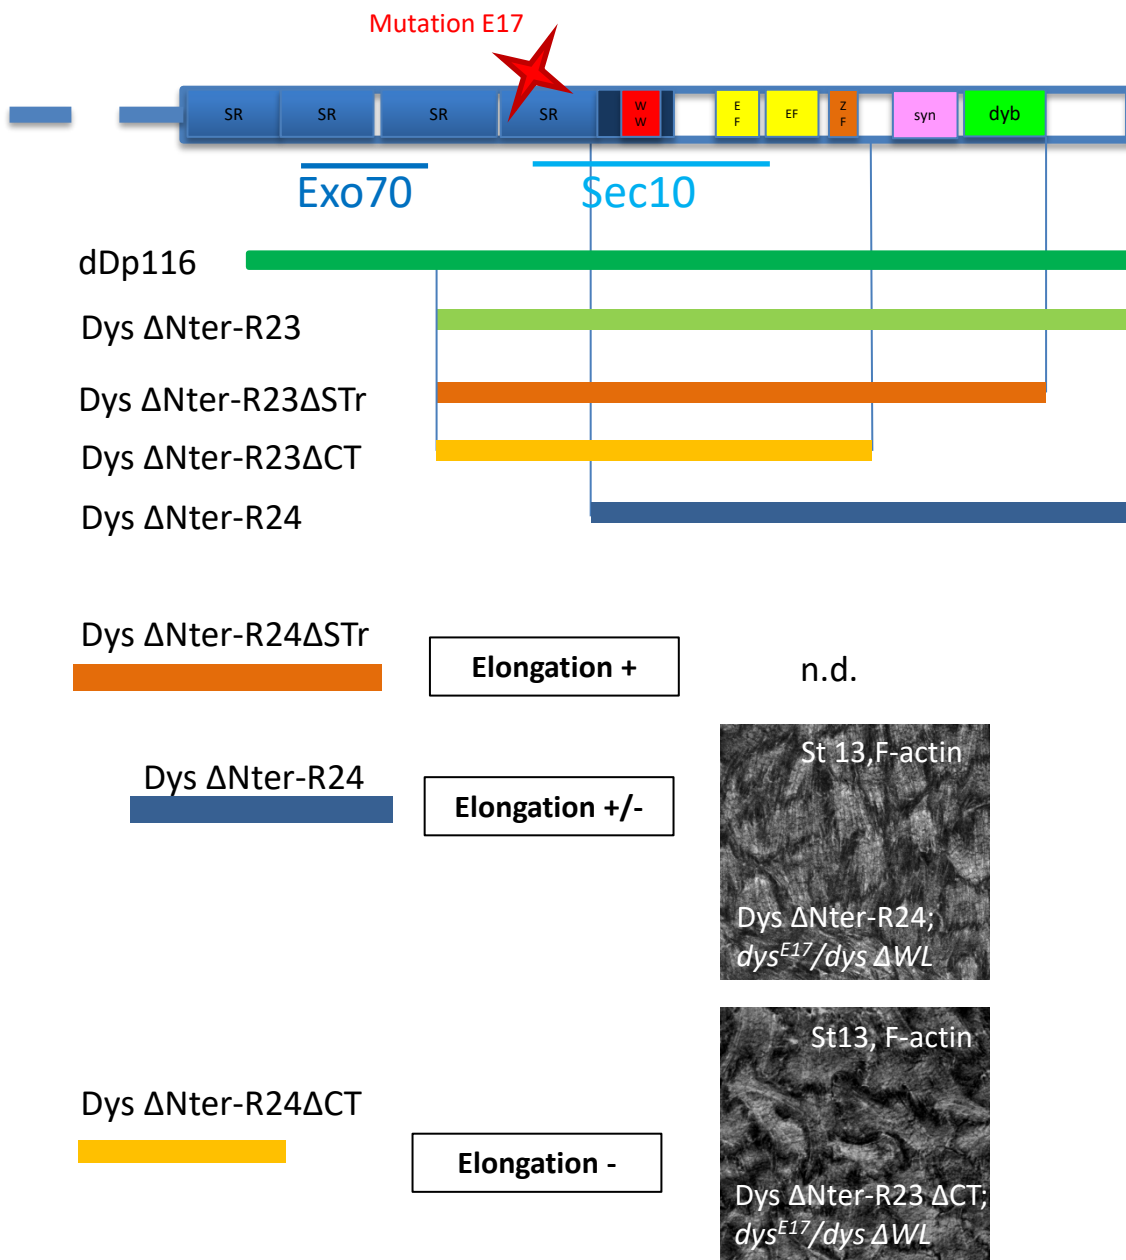 Mutation E17
SR
SR
SR
SR
W
W
E
F
EF
Z
F
syn
dyb
Exo70
Sec10
dDp116
Dys ΔNter-R23
Dys ΔNter-R23ΔSTr
Dys ΔNter-R23ΔCT
Dys ΔNter-R24
Dys ΔNter-R24ΔSTr
Elongation +
n.d.
Dys ΔNter-R24
Elongation +/-
St 13,F-actin
Dys ΔNter-R24;
dysE17/dys ΔWL
Dys ΔNter-R24ΔCT
Elongation -
St13, F-actin
Dys ΔNter-R23 ΔCT;
dysE17/dys ΔWL